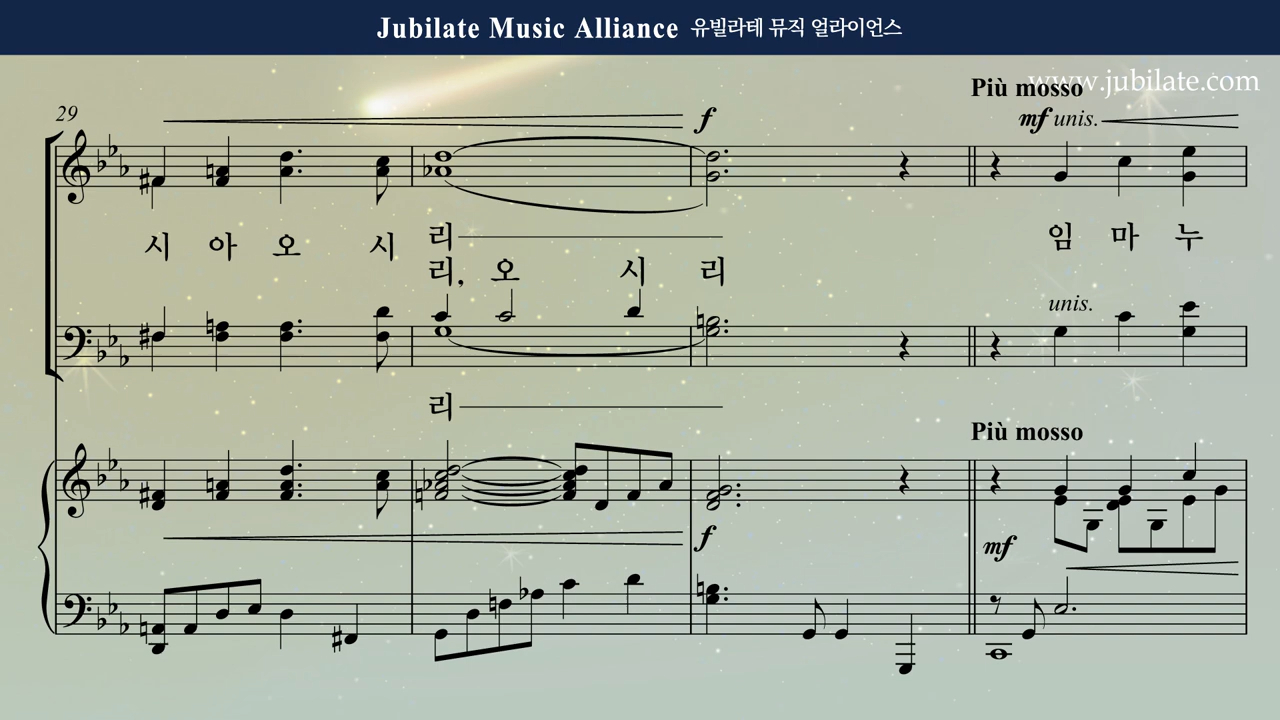 Jubilate Music Alliance 유빌라테 뮤직 얼라이언스
www.jubilate.com
Più mosso
29
f
mf unis.
시 아 오 시 리 임 마 누
리, 오 시 리
unis.
리
Più mosso
f
mf